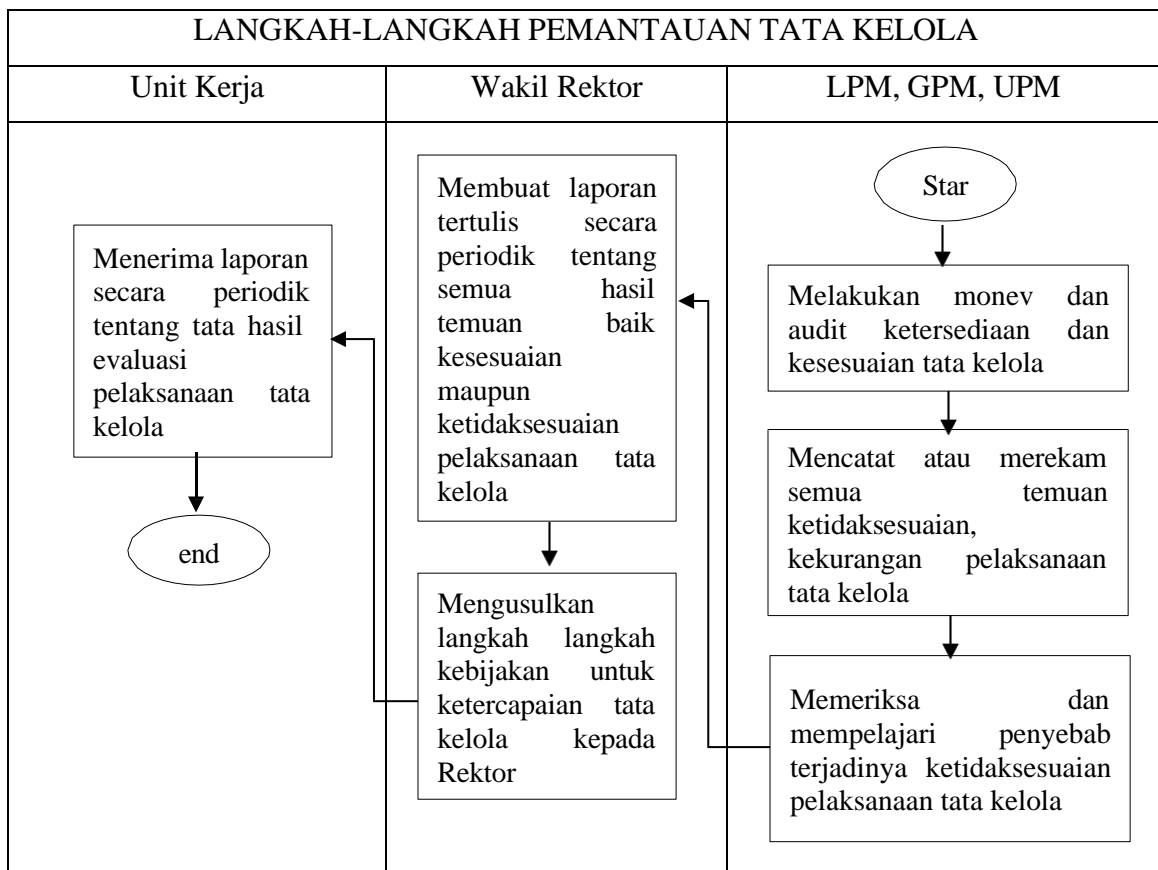 LANGKAH-LANGKAH PEMANTAUAN TATA KELOLA
Unit Kerja
Wakil Rektor
LPM, GPM, UPM
Menerima laporan
secara periodik
tentang tata hasil
evaluasi
pelaksanaan tata
kelola
end
Membuat laporan
tertulis secara
periodik tentang
semua hasil
temuan baik
kesesuaian
maupun
ketidaksesuaian
pelaksanaan tata
kelola
Mengusulkan
langkah langkah
kebijakan untuk
ketercapaian tata
kelola kepada
Rektor
Star
Melakukan monev dan
audit ketersediaan dan
kesesuaian tata kelola
Mencatat atau merekam
semua temuan
ketidaksesuaian,
kekurangan pelaksanaan
tata kelola
Memeriksa dan
mempelajari penyebab
terjadinya ketidaksesuaian
pelaksanaan tata kelola